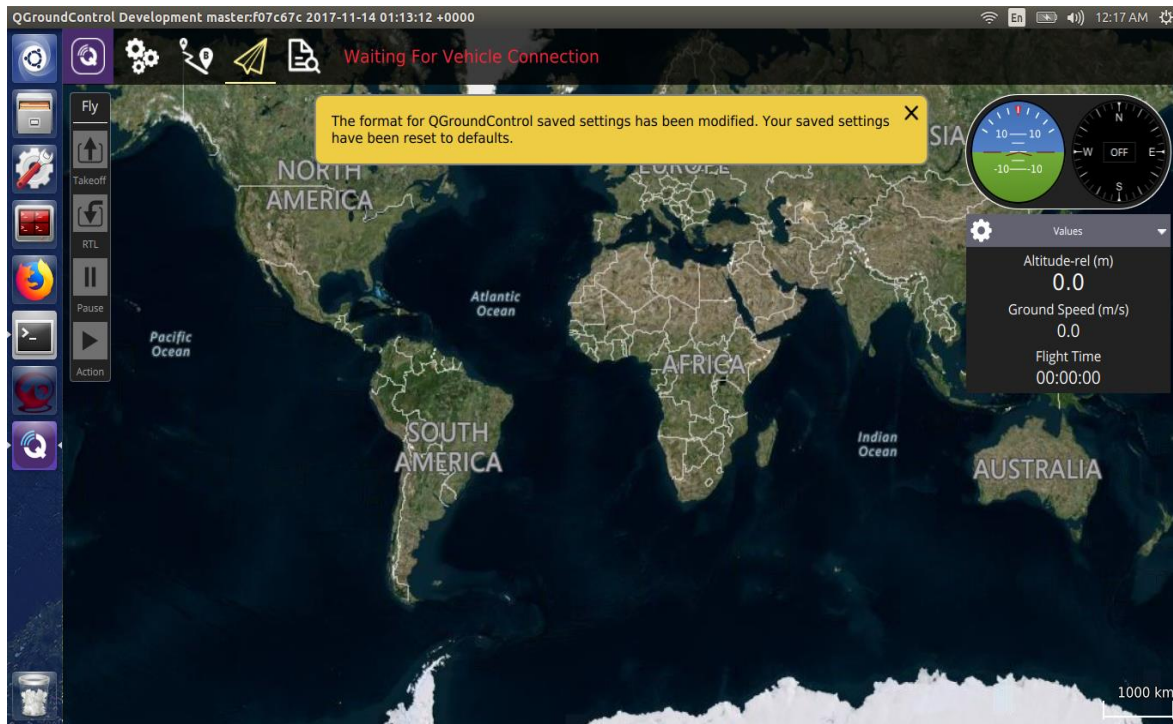 QGroundControl Development master:f07c67c 2017-11-14 01:13:12 +0000
En
12:17 AM
Waiting For Vehicle Connection
The format for QGroundControl saved settings has been modified. Your saved settings
have been reset to defaults.
Fly
Takeoff
RTL
Pause
Action
NORTH
AMERICA
EUROPE
SIA
Atlantic
Ocean
Pacific
Ocean
AFRICA
SOUTH
AMERICA
Indian
Ocean
AUSTRALIA
10 10
-10 -10
N
W OFF E
S
Values
Altitude-rel (m)
0.0
Ground Speed (m/s)
0.0
Flight Time
00:00:00
1000 km